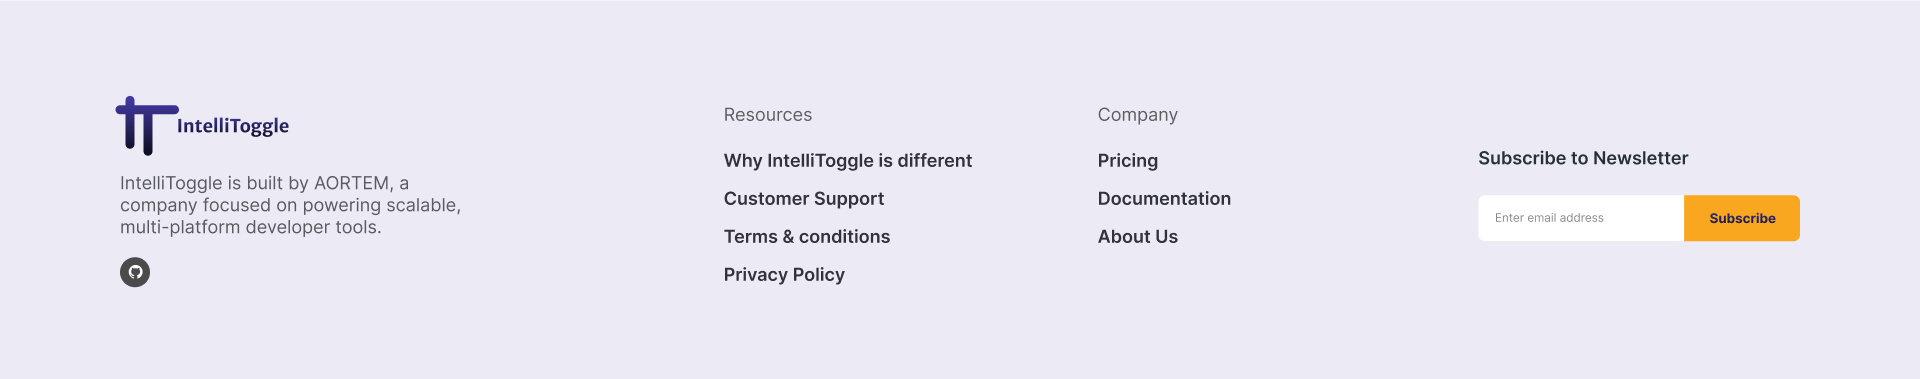 IntelliToggle
IntelliToggle is built by AORTEM, a
company focused on powering scalable,
multi-platform developer tools.
Resources
Why IntelliToggle is different
Customer Support
Terms & conditions
Privacy Policy
Company
Pricing
Documentation
About Us
Subscribe to Newsletter
Enter email address
Subscribe